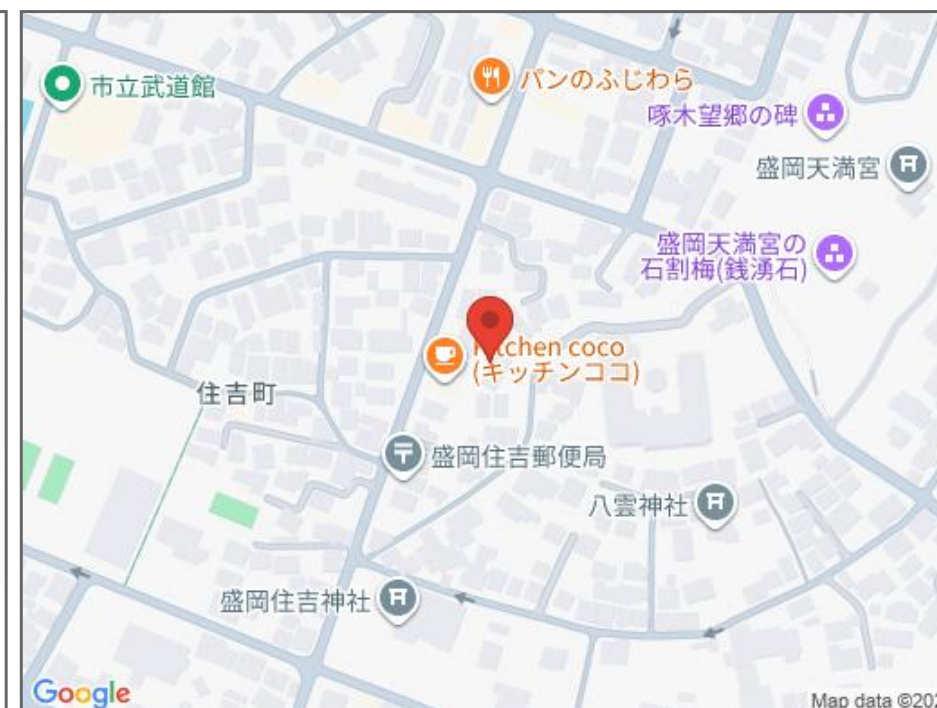 市立武道館
パンのふじわら
啄木望郷の碑
盛岡天満宮
盛岡天満宮の
石割梅(銭湧石)
tchen coco
(キッチンココ)
住吉町
盛岡住吉郵便局
八雲神社
盛岡住吉神社
Google
Map data ©202